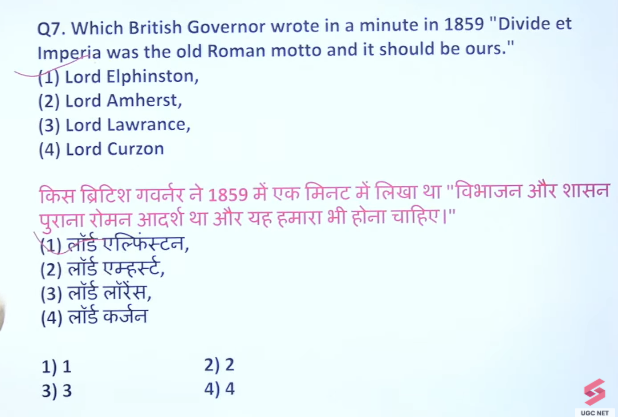 Q7. Which British Governor wrote in a minute in 1859 "Divide et
Imperia was the old Roman motto and it should be ours."
(1) Lord Elphinston,
(2) Lord Amherst,
(3) Lord Lawrance,
(4) Lord Curzon
किस ब्रिटिश गवर्नर ने 1859 में एक मिनट में लिखा था "विभाजन और शासन
पुराना रोमन आदर्श था और यह हमारा भी होना चाहिए।"
(1) लॉर्ड एल्फिंस्टन,
(2) लॉर्ड एम्हर्स्ट,
(3) लॉर्ड लॉरेंस,
(4) लॉर्ड कर्जन
1) 1 2) 2
3) 3 4) 4
UGC NET